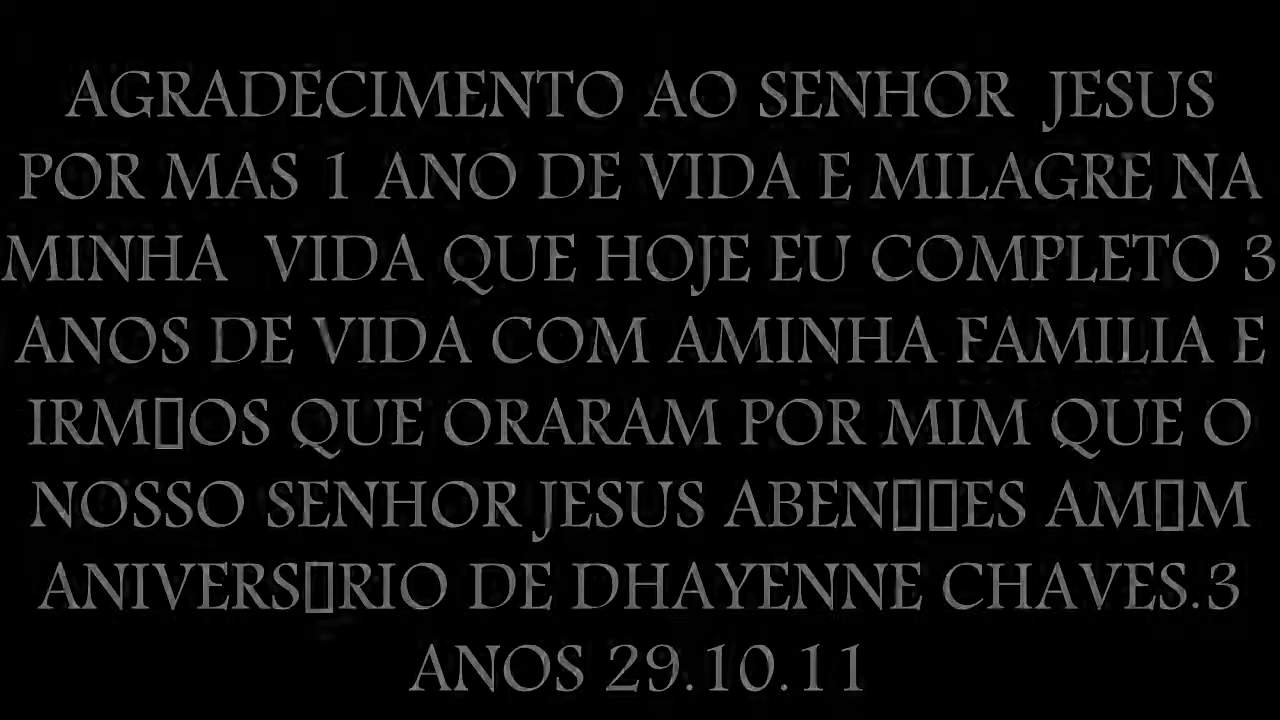 AGRADECIMENTO AO SENHOR JESUS
POR MAS 1 ANO DE VIDA E MILAGRE NA
MINHA VIDA QUE HOJE EU COMPLETO 3
ANOS DE VIDA COM AMINHA FAMILIA E
IRM▯OS QUE ORARAM POR MIM QUE O
NOSSO SENHOR JESUS ABEN▯▯ES AM▯M
ANIVERS▯RIO DE DHAYENNE CHAVES.3
ANOS 29.10.11